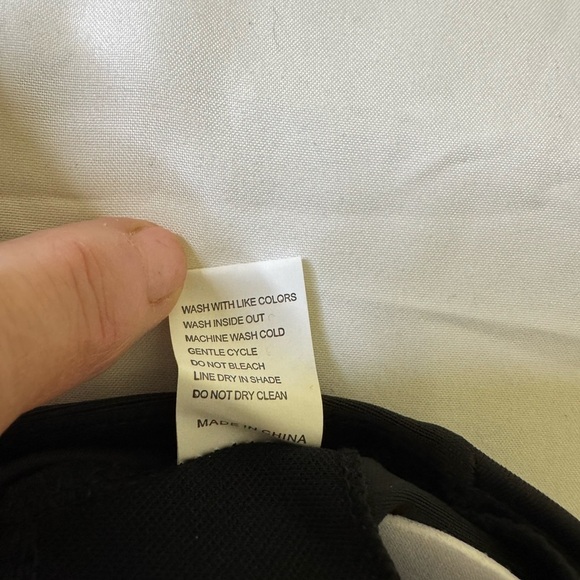 WASH WITH LIKE COLORS
WASH INSIDE OUT
MACHINE WASH COLD
GENTLE CYCLE
DO NOT BLEACH
LINE DRY IN SHADE
DO NOT DRY CLEAN
MADE IN CHINA